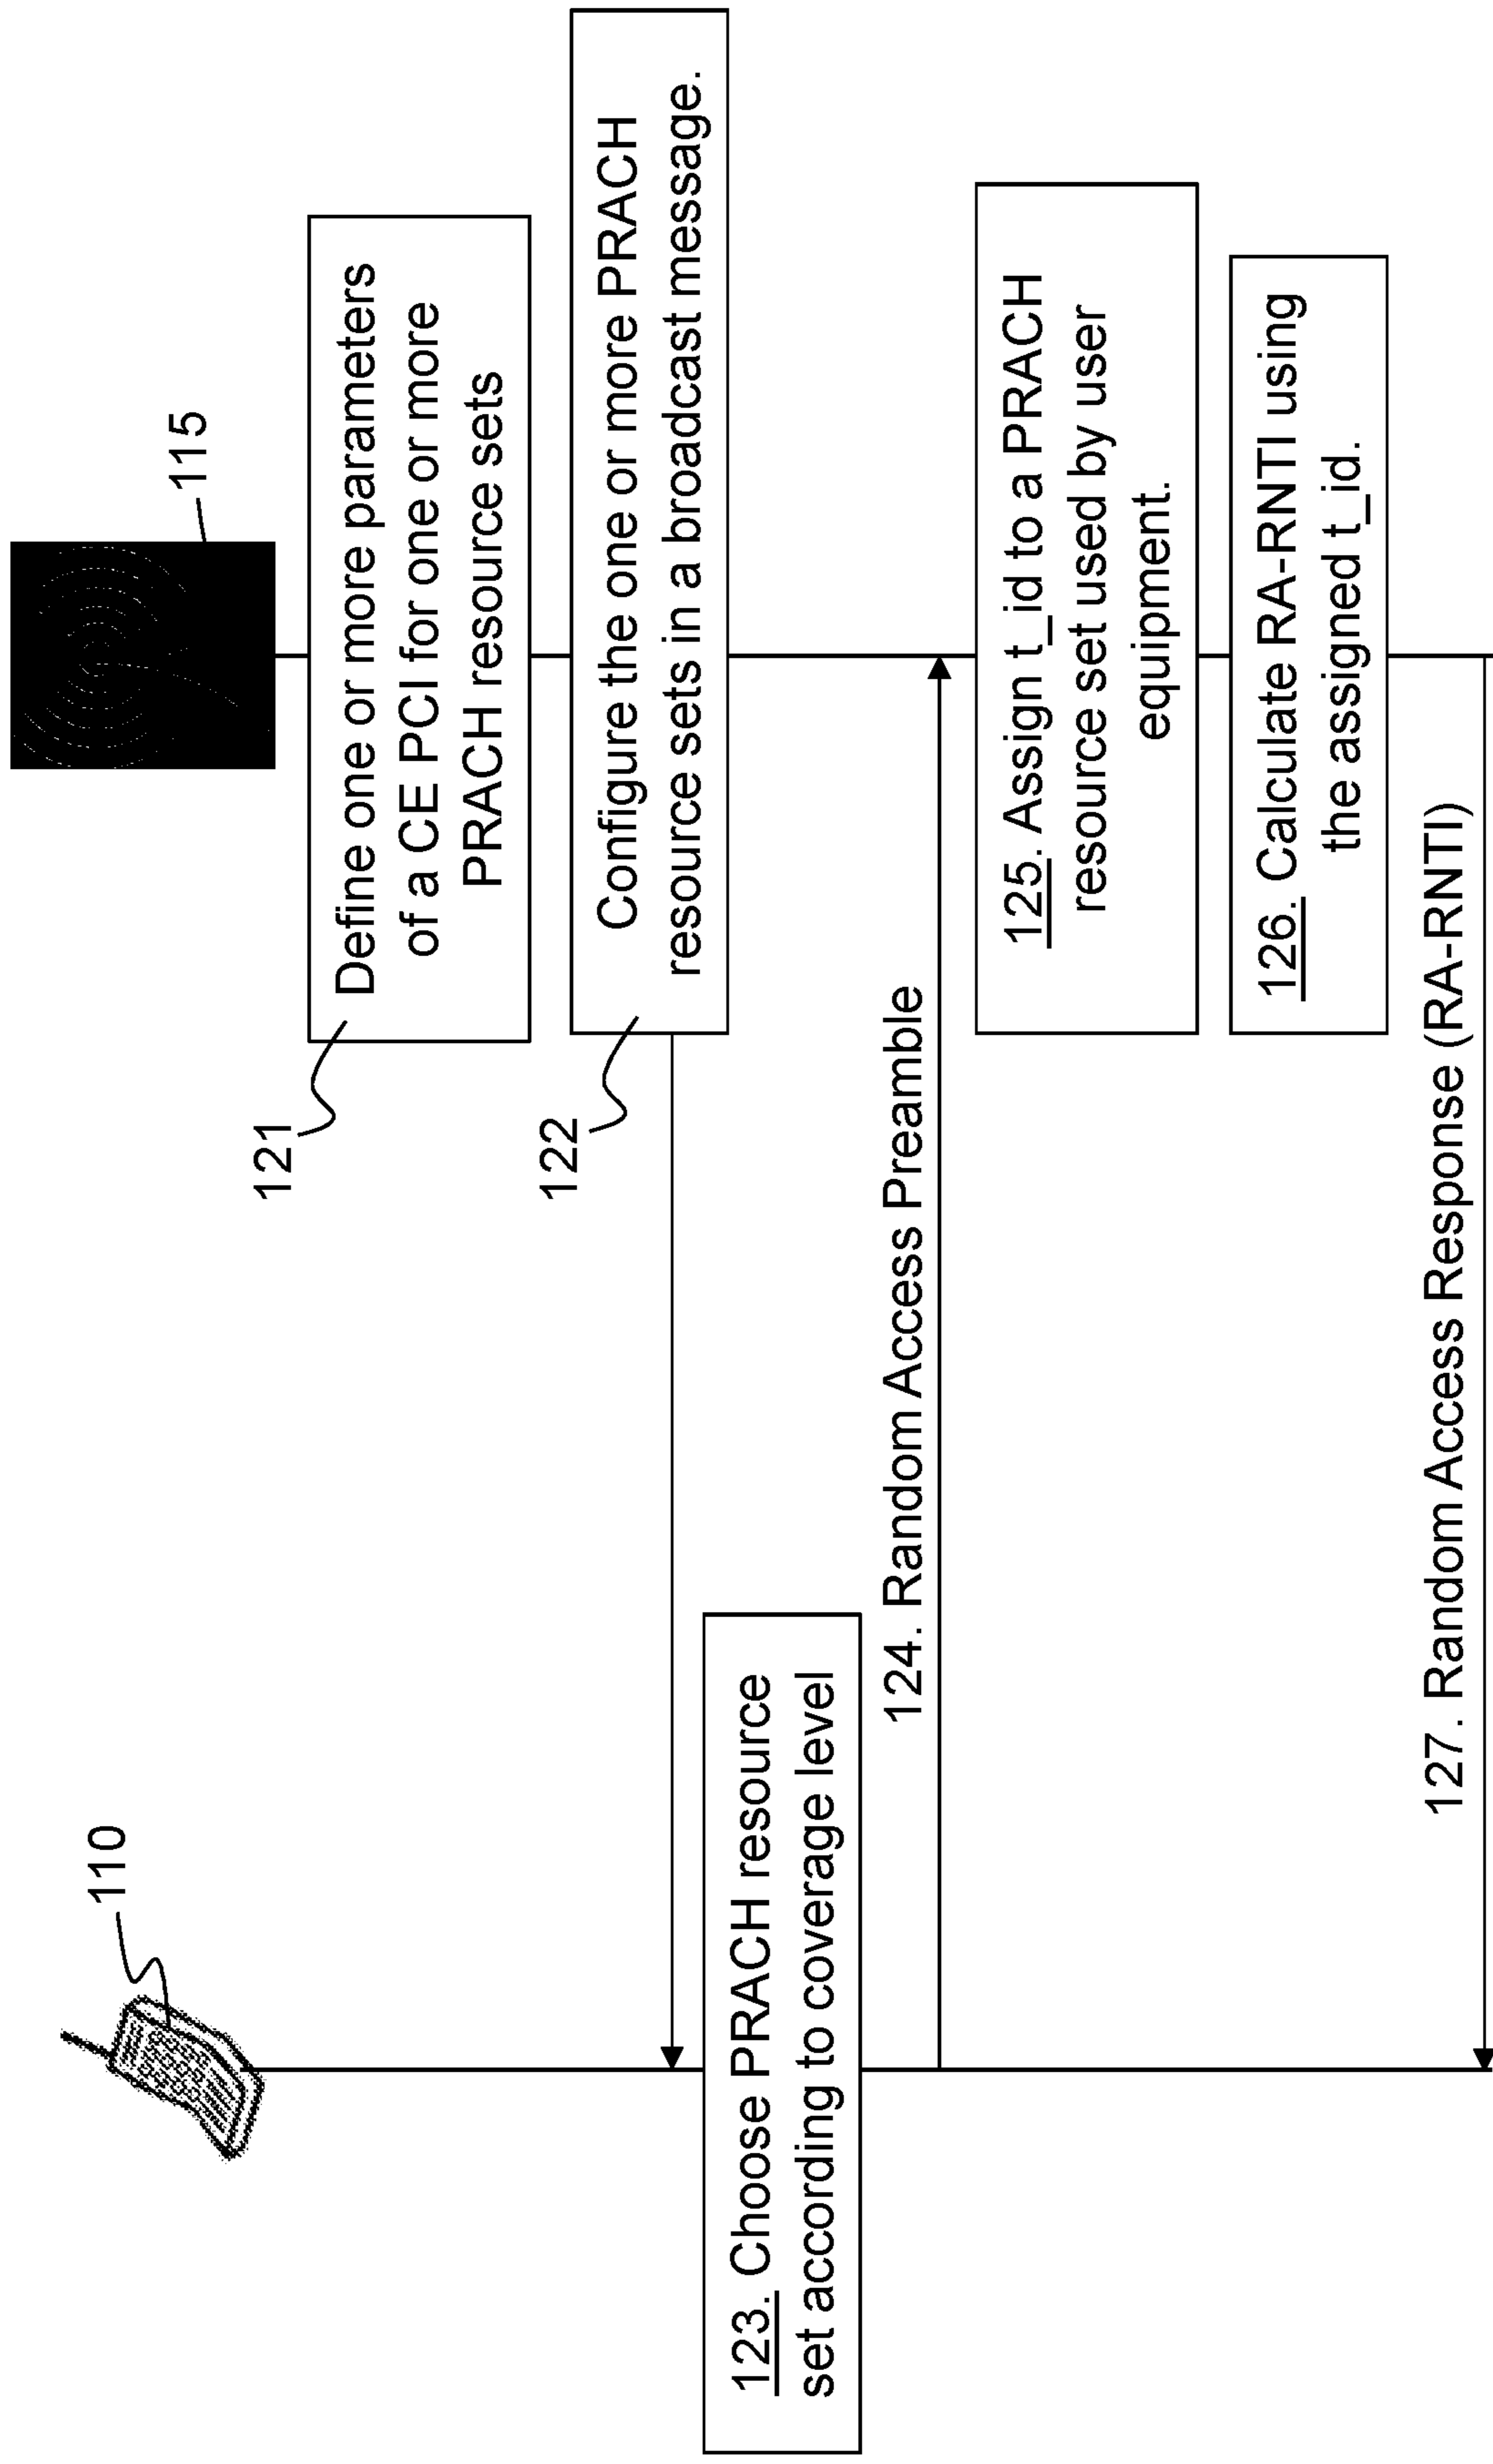 110
115
121
Define one or more parameters
of a CE PCI for one or more
PRACH resource sets
122
Configure the one or more PRACH
resource sets in a broadcast message.
123. Choose PRACH resource
set according to coverage level
124. Random Access Preamble
125. Assign t_id to a PRACH
resource set used by user
equipment.
126. Calculate RA-RNTI using
the assigned t_id.
127. Random Access Response (RA-RNTI)